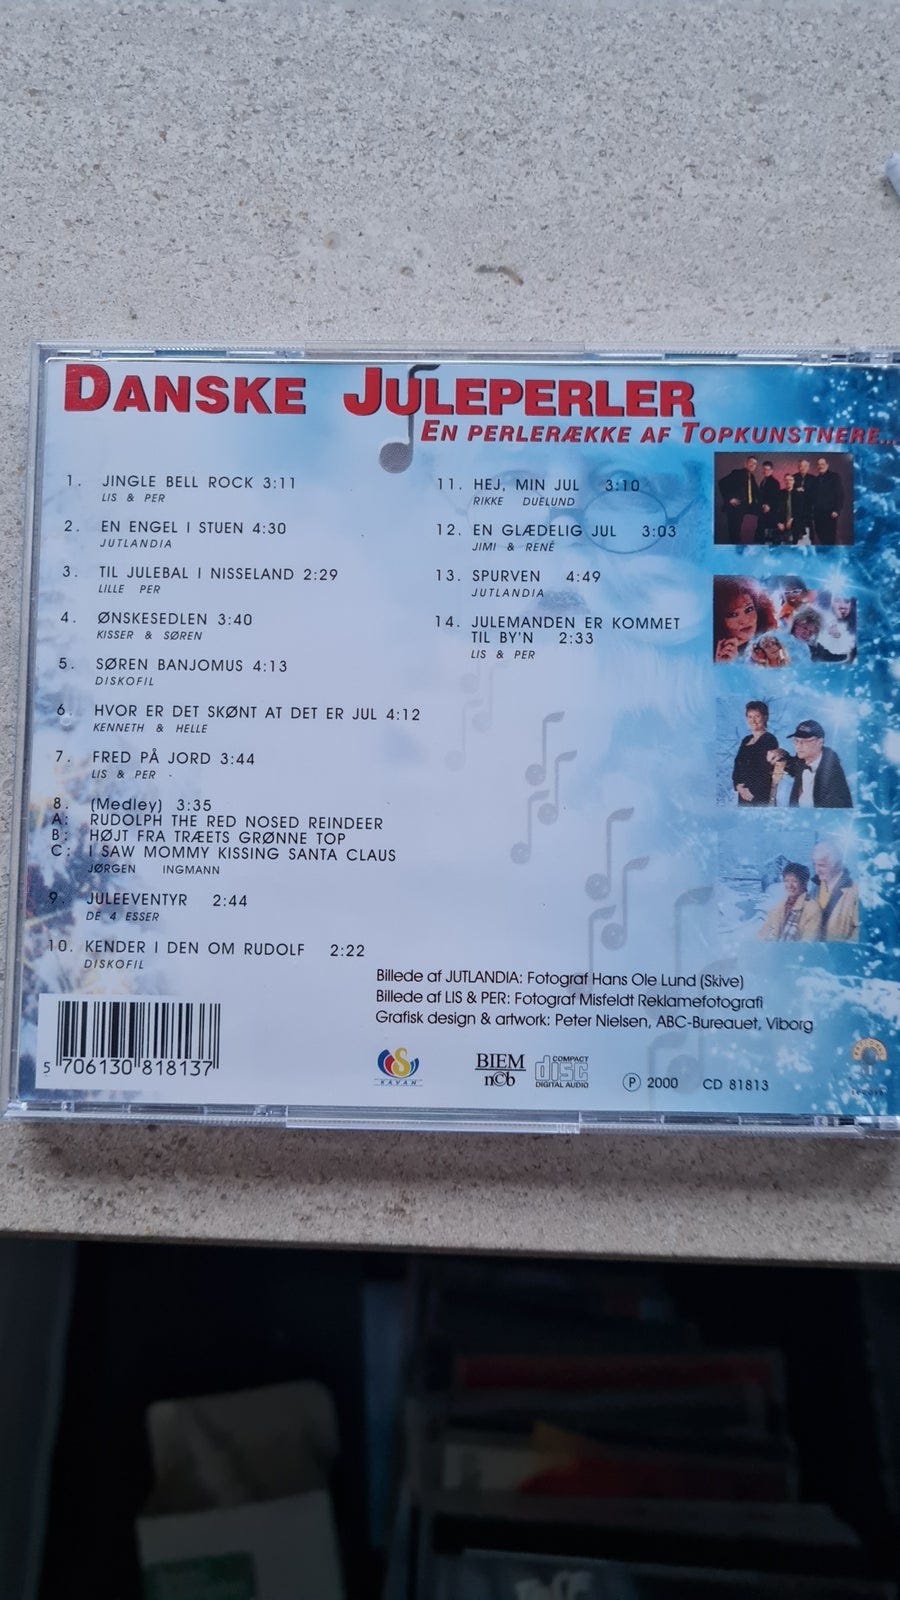 DANSKE JULEPERLER
EN PERLERÆKKE AF TOPKUNSTNERE...
1. JINGLE BELL ROCK 3:11
LIS & PER
2. EN ENGEL I STUEN 4:30
JUTLANDIA
3. TIL JULEBAL I NISSELAND 2:29
LILLE PER
4. ØNSKESEDLEN 3:40
KISSER & SØREN
5. SØREN BANJOMUS 4:13
DISKOFIL
6. HVOR ER DET SKØNT AT DET ER JUL 4:12
KENNETH & HELLE
7. FRED PÅ JORD 3:44
LIS & PER
8. (Medley) 3:35
A: RUDOLPH THE RED NOSED REINDEER
B: HØJT FRA TRÆETS GRØNNE TOP
C: I SAW MOMMY KISSING SANTA CLAUS
JØRGEN INGMANN
9. JULEEVENTYR 2:44
DE 4 ESSER
10. KENDER I DEN OM RUDOLF 2:22
DISKOFIL
11. HEJ, MIN JUL 3:10
RIKKE DUELUND
12. EN GLÆDELIG JUL 3:03
JIMI & RENÉ
13. SPURVEN 4:49
JUTLANDIA
14. JULEMANDEN ER KOMMET
TIL BY'N 2:33
LIS & PER
Billede af JUTLANDIA: Fotograf Hans Ole Lund (Skive)
Billede af LIS & PER: Fotograf Misfeldt Reklamefotografi
Grafisk design & artwork: Peter Nielsen, ABC-Bureauet, Viborg
5 706130 818137
KAVAN
BIEM
n©b
COMPACT
disc
DIGITAL AUDIO
Ⓟ 2000 CD 81813